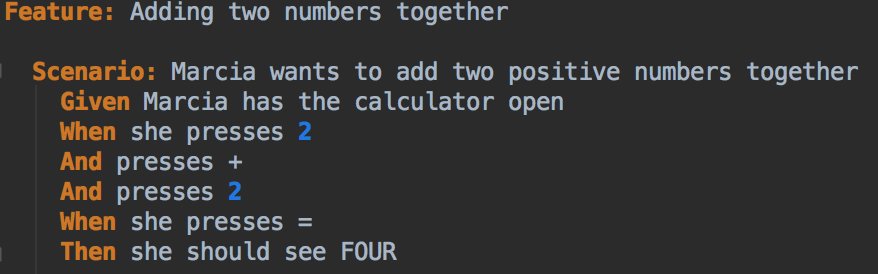 Feature: Adding two numbers together
Scenario: Marcia wants to add two positive numbers together
Given Marcia has the calculator open
When she presses 2
And presses +
And presses 2
When she presses =
Then she should see FOUR